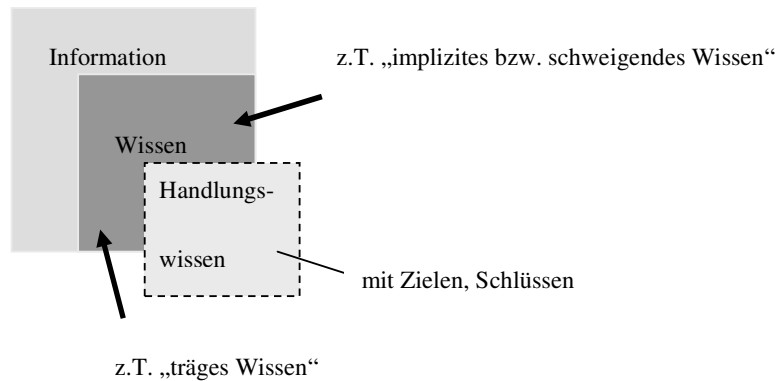 Information
z.T. „implizites bzw. schweigendes Wissen“
Wissen
Handlungs-
wissen
mit Zielen, Schlüssen
z.T. „träges Wissen“